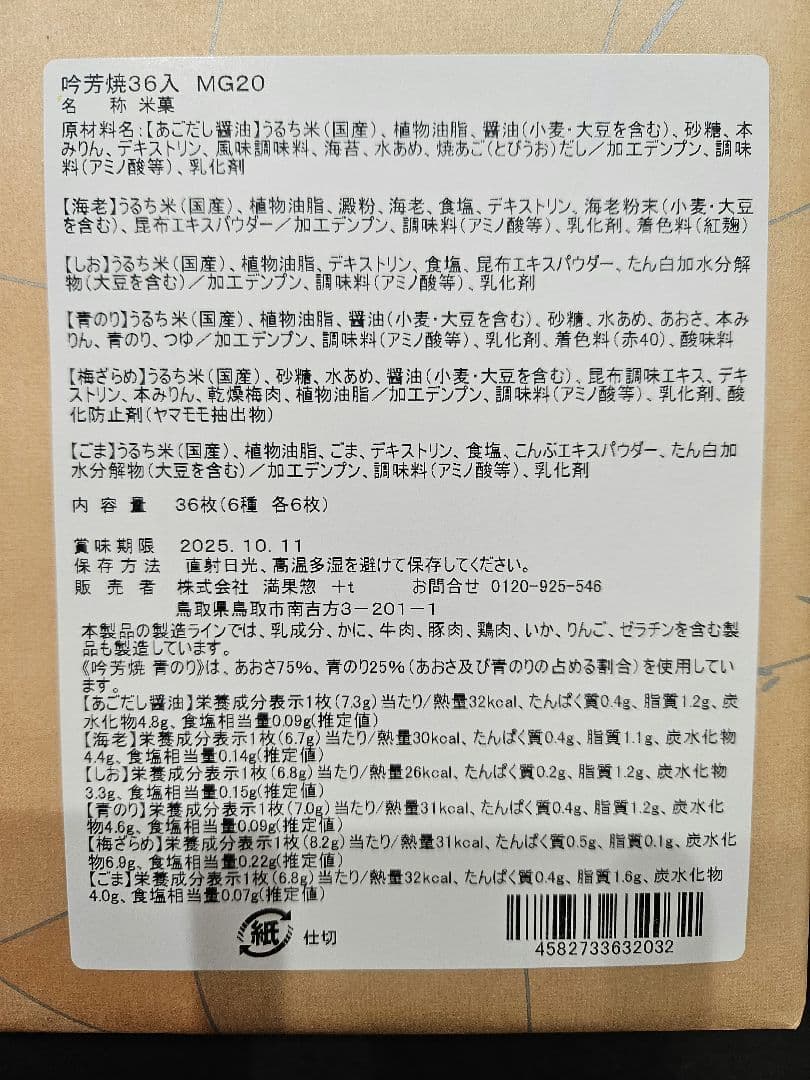 吟芳焼36入 MG20
名 称 米菓
原材料名:【あごだし醤油】うるち米(国産)、植物油脂、醤油(小麦・大豆を含む)、砂糖、本
みりん、デキストリン、風味調味料、海苔、水あめ、焼あご(とびうお)だし/加工デンプン、調味
料(アミノ酸等)、乳化剤
【海老】うるち米(国産)、植物油脂、澱粉、海老、食塩、デキストリン、海老粉末(小麦・大豆
を含む)、昆布エキスパウダー/加工デンプン、調味料(アミノ酸等)、乳化剤、着色料(紅麹)
【しお】うるち米(国産)、植物油脂、デキストリン、食塩、昆布エキスパウダー、たん白加水分解
物(大豆を含む)/加工デンプン、調味料(アミノ酸等)、乳化剤
【青のり】うるち米(国産)、植物油脂、醤油(小麦・大豆を含む)、砂糖、水あめ、あおさ、本み
りん、青のり、つゆ/加工デンプン、調味料(アミノ酸等)、乳化剤、着色料(赤40)、酸味料
【梅ざらめ】うるち米(国産)、砂糖、水あめ、醤油(小麦・大豆を含む)、昆布調味エキス、デキ
ストリン、本みりん、乾燥梅肉、植物油脂/加工デンプン、調味料(アミノ酸等)、乳化剤、酸
化防止剤(ヤマモモ抽出物)
【ごま】うるち米(国産)、植物油脂、ごま、デキストリン、食塩、こんぶエキスパウダー、たん白加
水分解物(大豆を含む)/加工デンプン、調味料(アミノ酸等)、乳化剤
内容量 36枚(6種 各6枚)
賞味期限 2025.10.11
保存方法 直射日光、高温多湿を避けて保存してください。
販売者 株式会社 満果惣 +t お問合せ 0120-925-546
鳥取県鳥取市南吉方3-201-1
本製品の製造ラインでは、乳成分、かに、牛肉、豚肉、鶏肉、いか、りんご、ゼラチンを含む製
品も製造しています。
《吟芳焼 青のり》は、あおさ75%、青のり25%(あおさ及び青のりの占める割合)を使用してい
ます。
【あごだし醤油】栄養成分表示1枚(7.3g)当たり/熱量32kcal、たんぱく質0.4g、脂質1.2g、炭
水化物4.8g、食塩相当量0.09g(推定値)
【海老】栄養成分表示1枚(6.7g)当たり/熱量30kcal、たんぱく質0.4g、脂質1.1g、炭水化物
4.4g、食塩相当量0.14g(推定値)
【しお】栄養成分表示1枚(6.8g)当たり/熱量26kcal、たんぱく質0.2g、脂質1.2g、炭水化物
3.3g、食塩相当量0.15g(推定値)
【青のり】栄養成分表示1枚(7.0g)当たり/熱量31kcal、たんぱく質0.4g、脂質1.2g、炭水化
物4.6g、食塩相当量0.09g(推定値)
【梅ざらめ】栄養成分表示1枚(8.2g)当たり/熱量31kcal、たんぱく質0.5g、脂質0.1g、炭水化
物6.9g、食塩相当量0.22g(推定値)
【ごま】栄養成分表示1枚(6.8g)当たり/熱量32kcal、たんぱく質0.4g、脂質1.6g、炭水化物
4.0g、食塩相当量0.07g(推定値)
紙 仕切
4582733632032